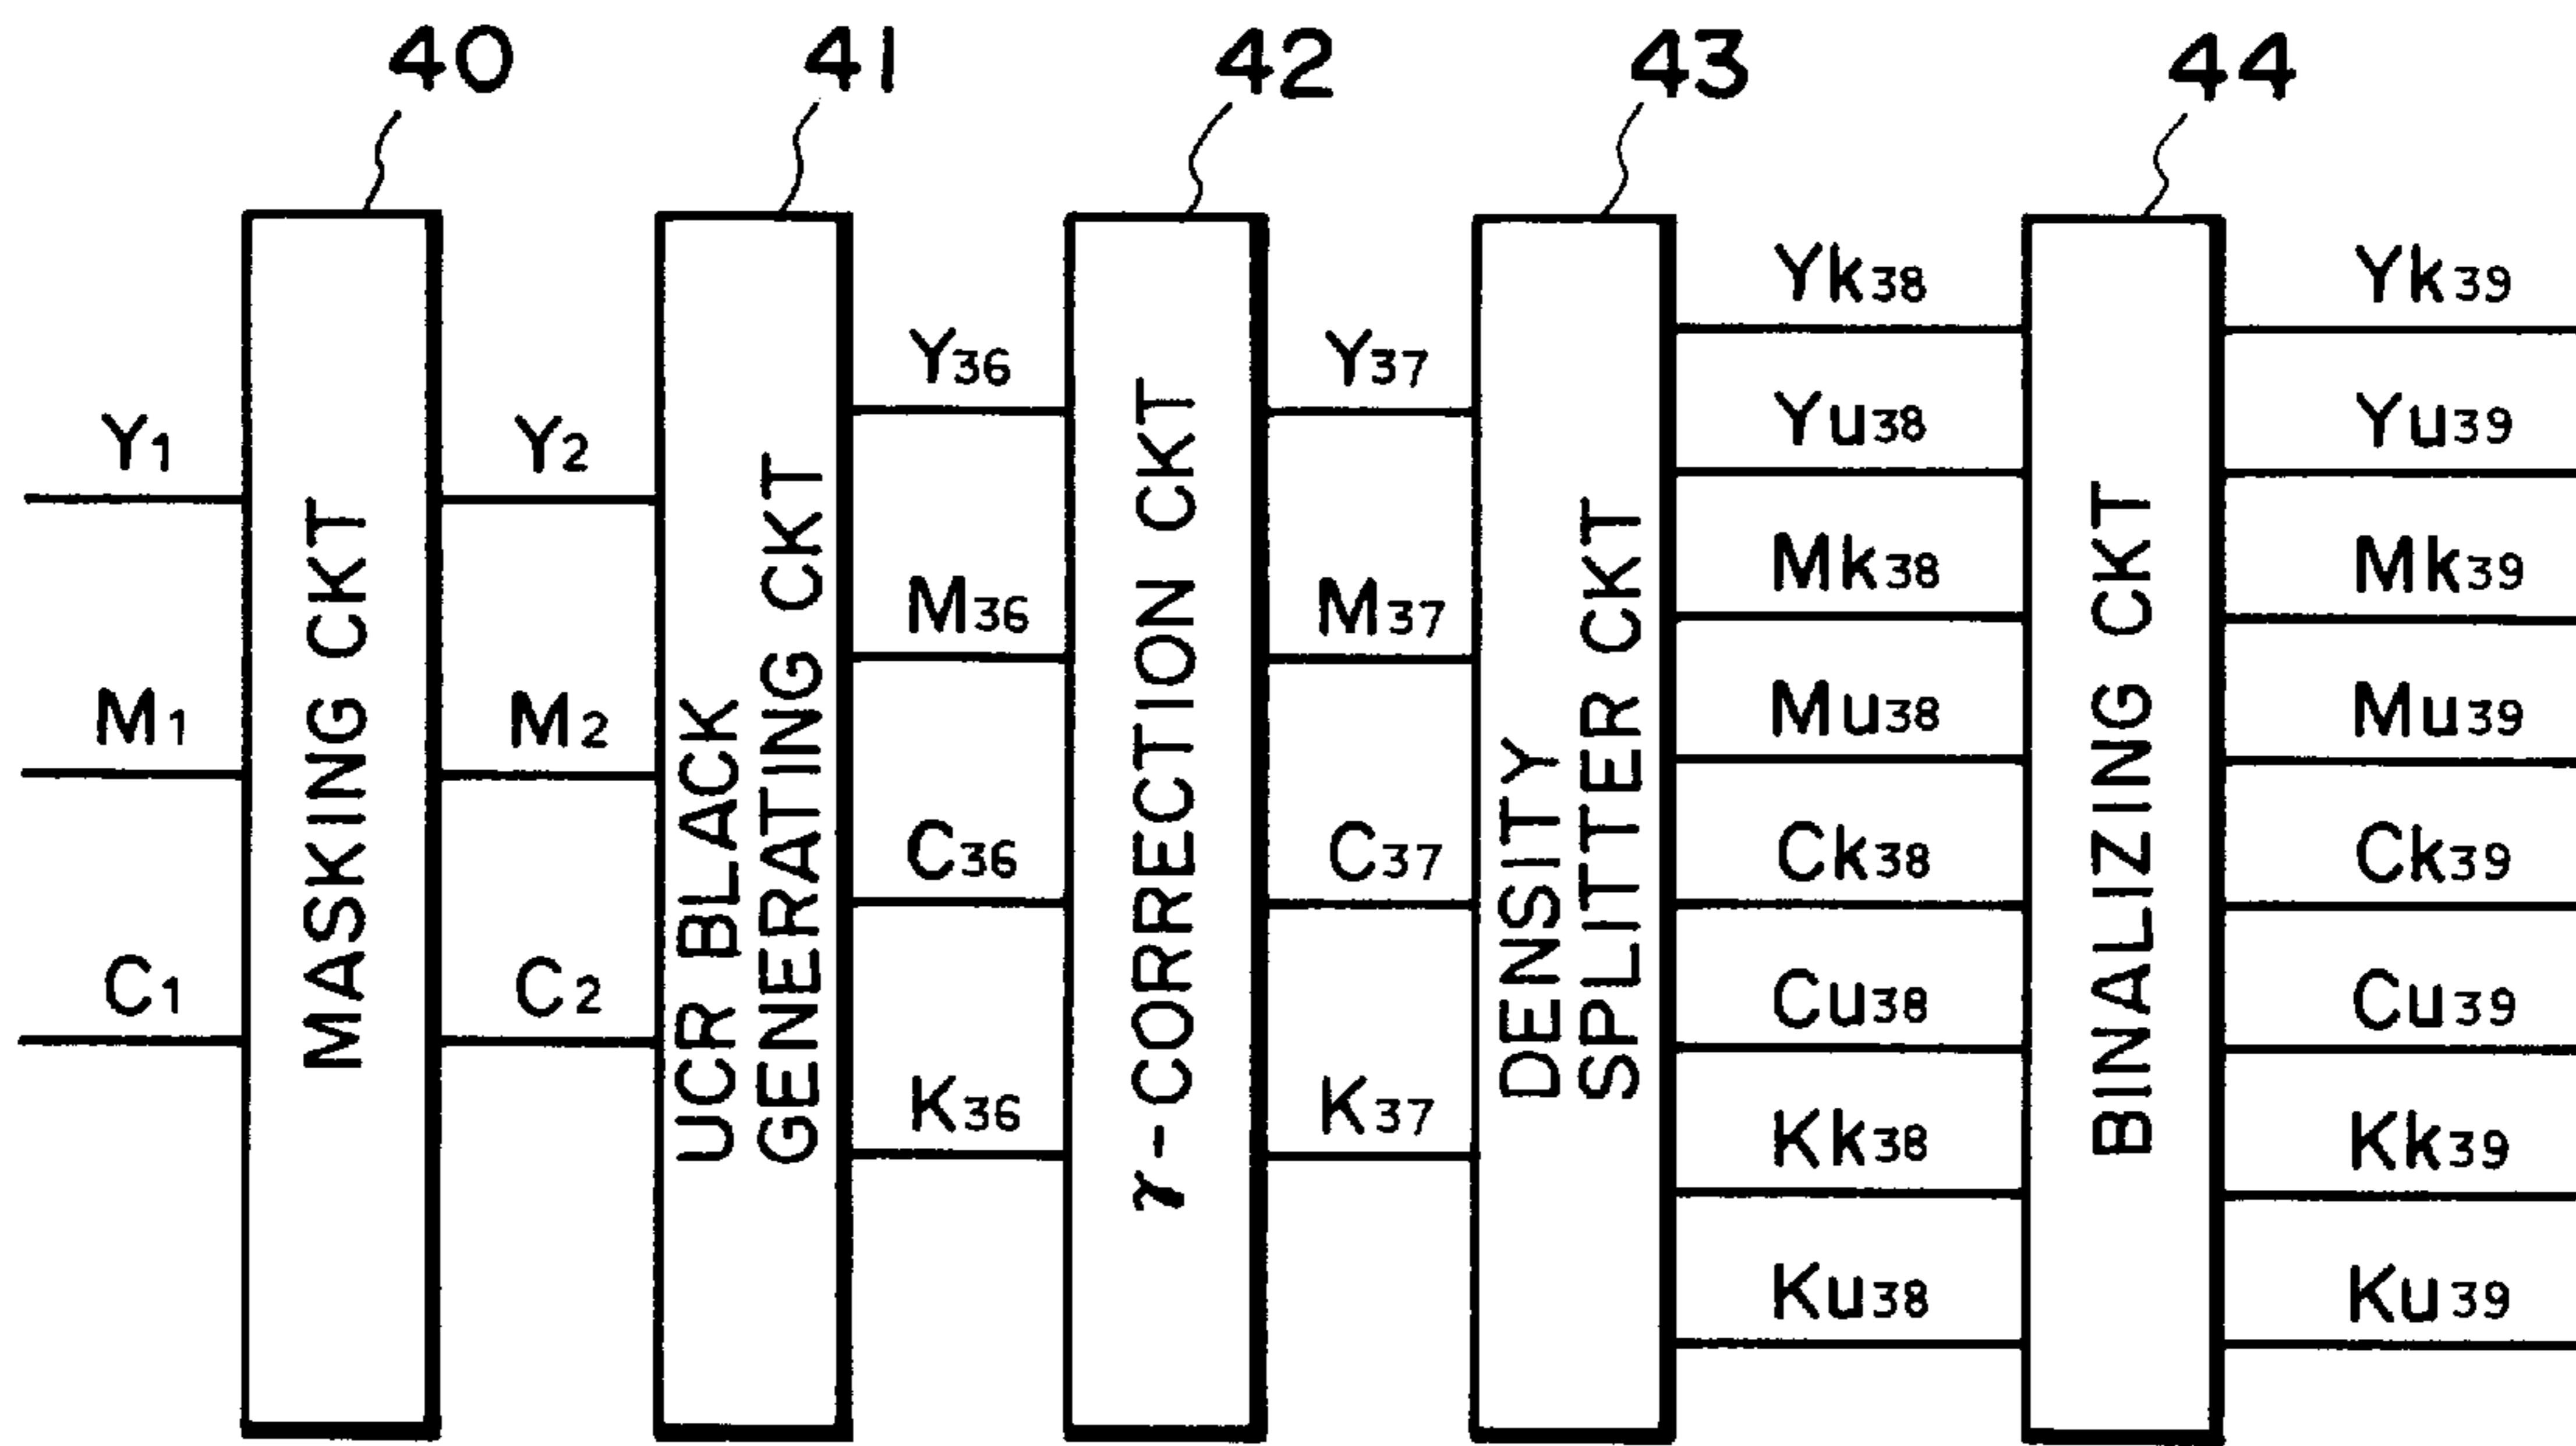 40
41
42
43
44
Y1
M1
C1
MASKING CKT
Y2
M2
C2
UCR BLACK
GENERATING CKT
Y36
M36
C36
K36
γ-CORRECTION CKT
Y37
M37
C37
K37
DENSITY
SPLITTER CKT
Yk38
Yu38
Mk38
Mu38
Ck38
Cu38
Kk38
Ku38
BINALIZING CKT
Yk39
Yu39
Mk39
Mu39
Ck39
Cu39
Kk39
Ku39